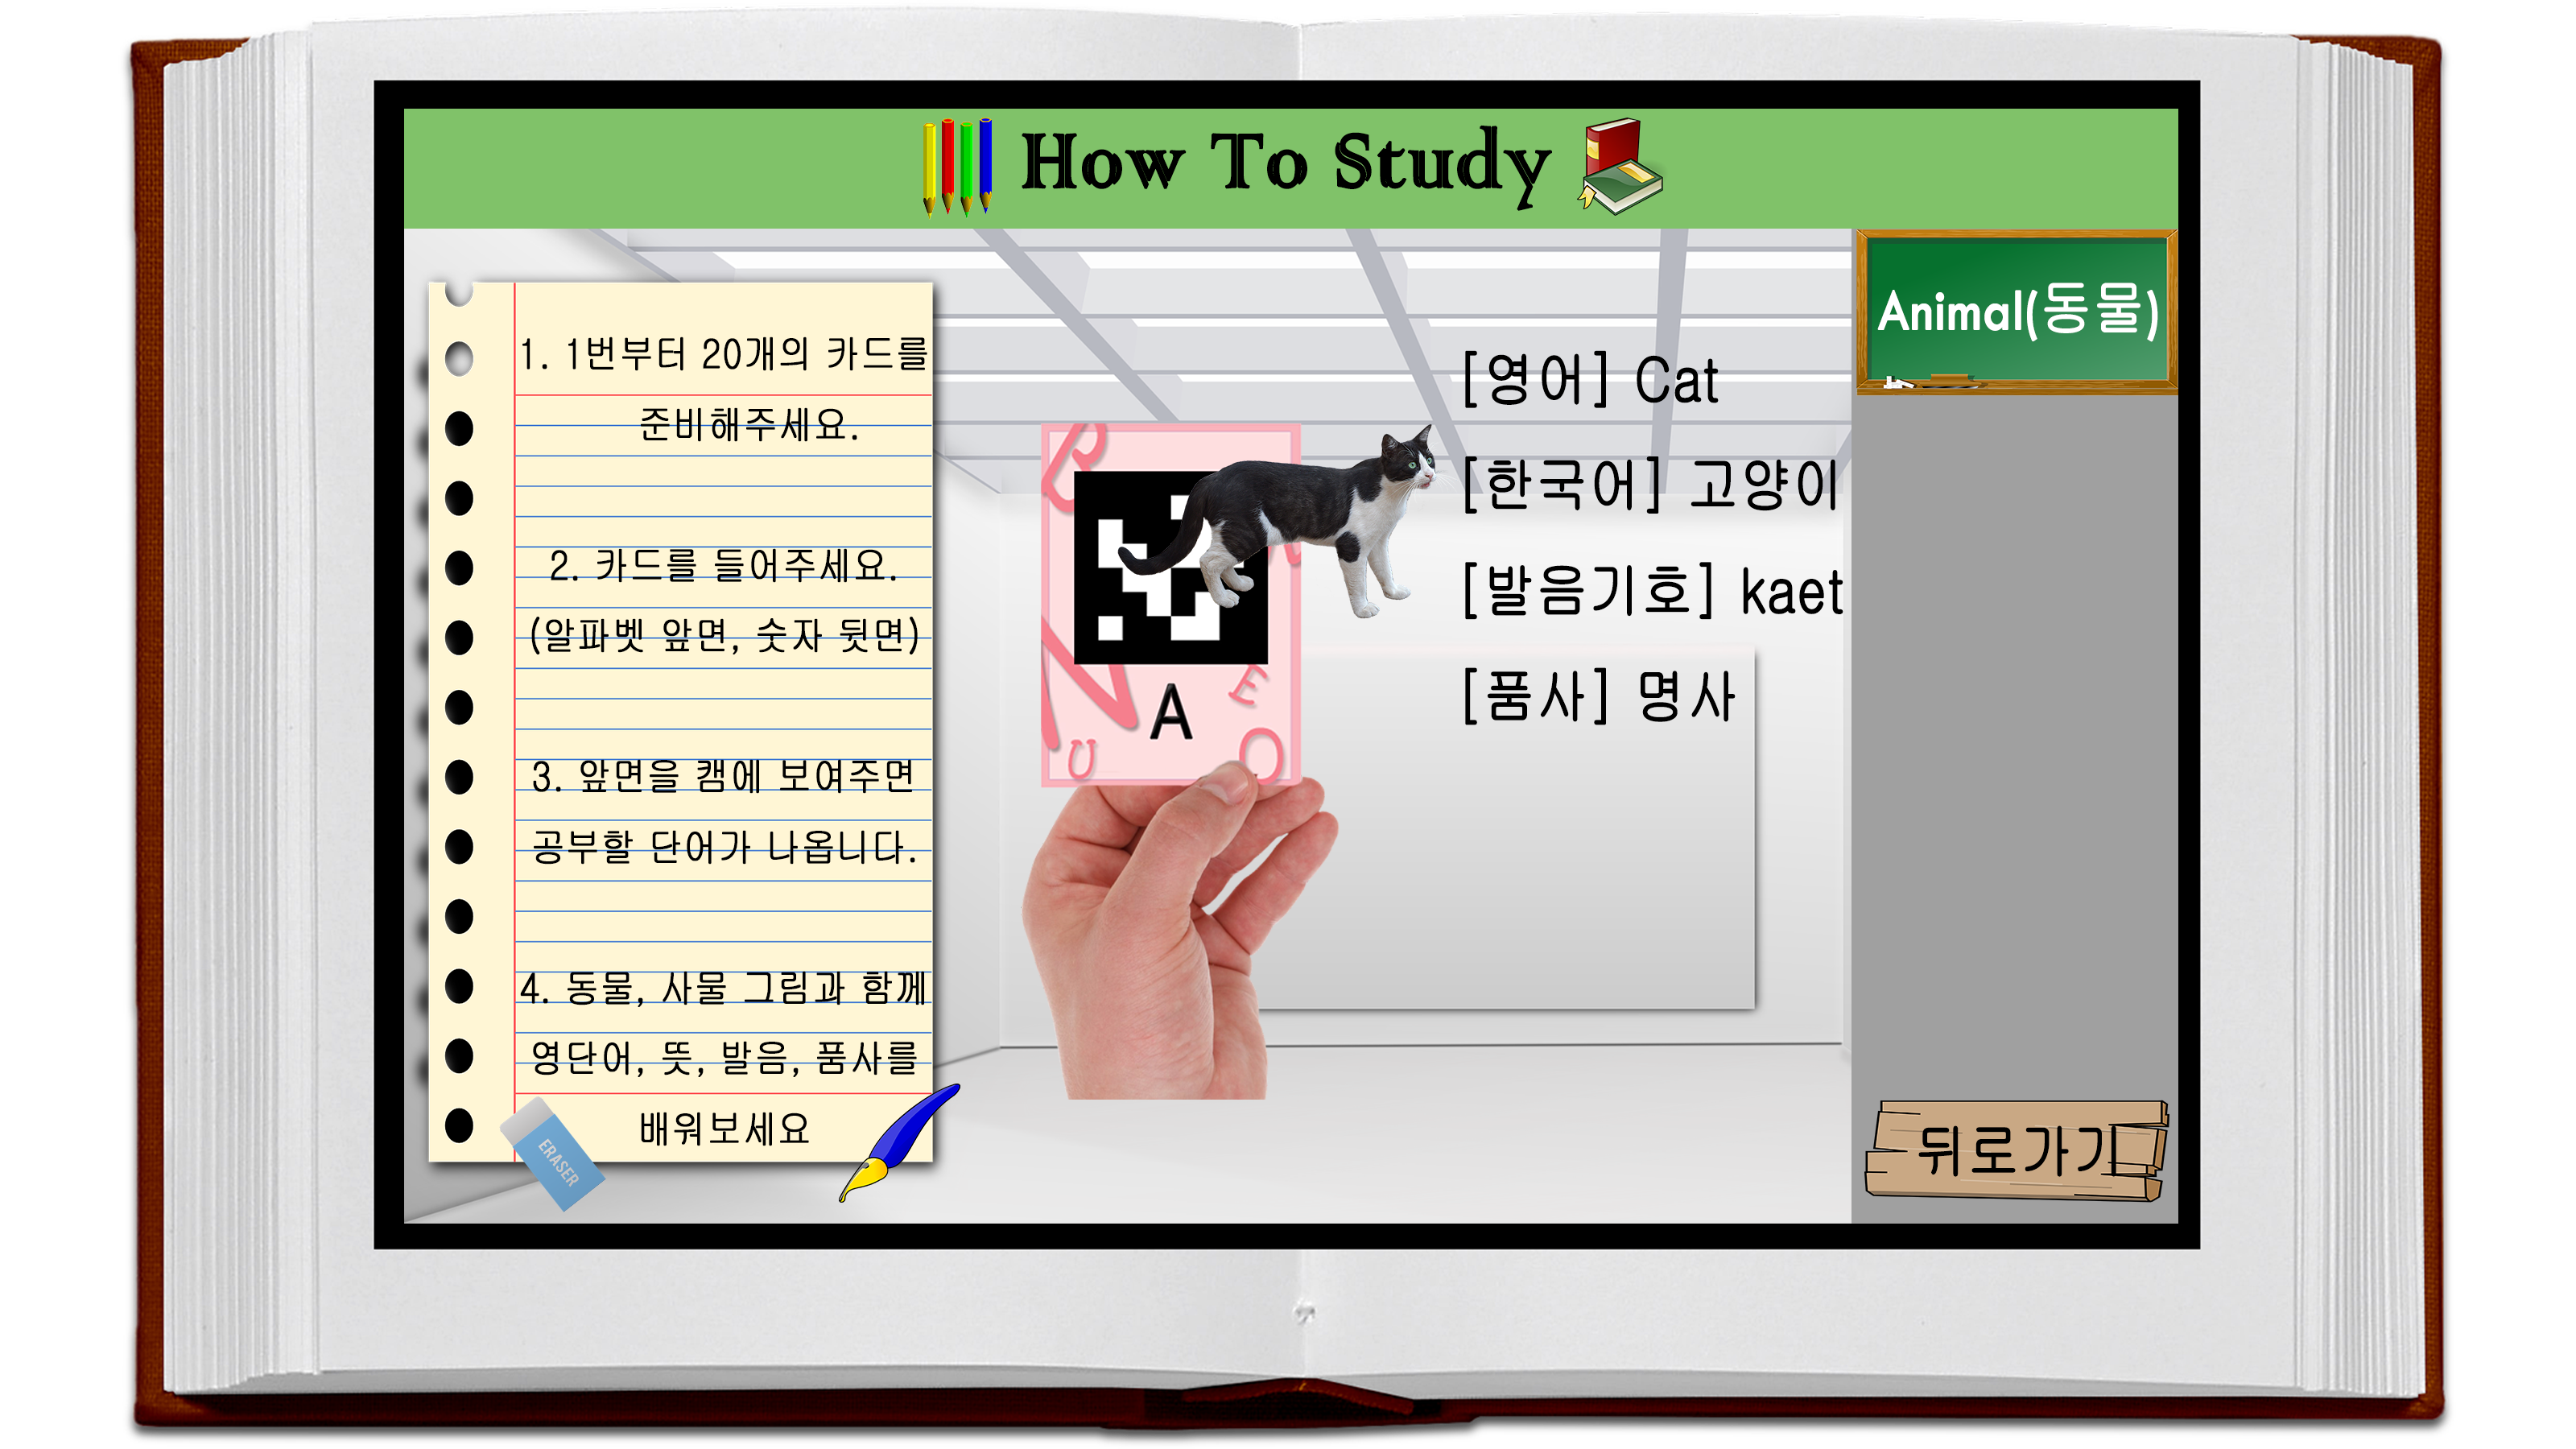 How To Study
1. 1번부터 20개의 카드를
준비해주세요.
2. 카드를 들어주세요.
(알파벳 앞면, 숫자 뒷면)
3. 앞면을 캠에 보여주면
공부할 단어가 나옵니다.
4. 동물, 사물 그림과 함께
영단어, 뜻, 발음, 품사를
배워보세요
ERASER
B
N
E
A
U
O
[영어] Cat
[한국어] 고양이
[발음기호] kaet
[품사] 명사
Animal(동물)
뒤로가기